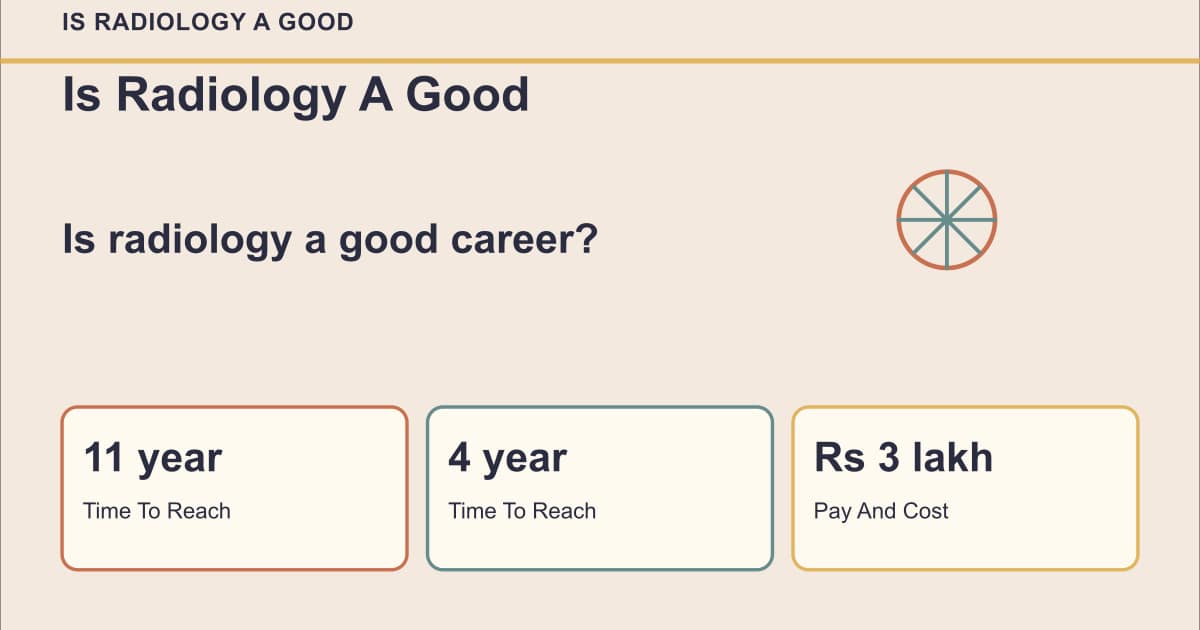 IS RADIOLOGY A GOOD
Is Radiology A Good
Is radiology a good career?
11 year
Time To Reach
4 year
Time To Reach
Rs 3 lakh
Pay And Cost